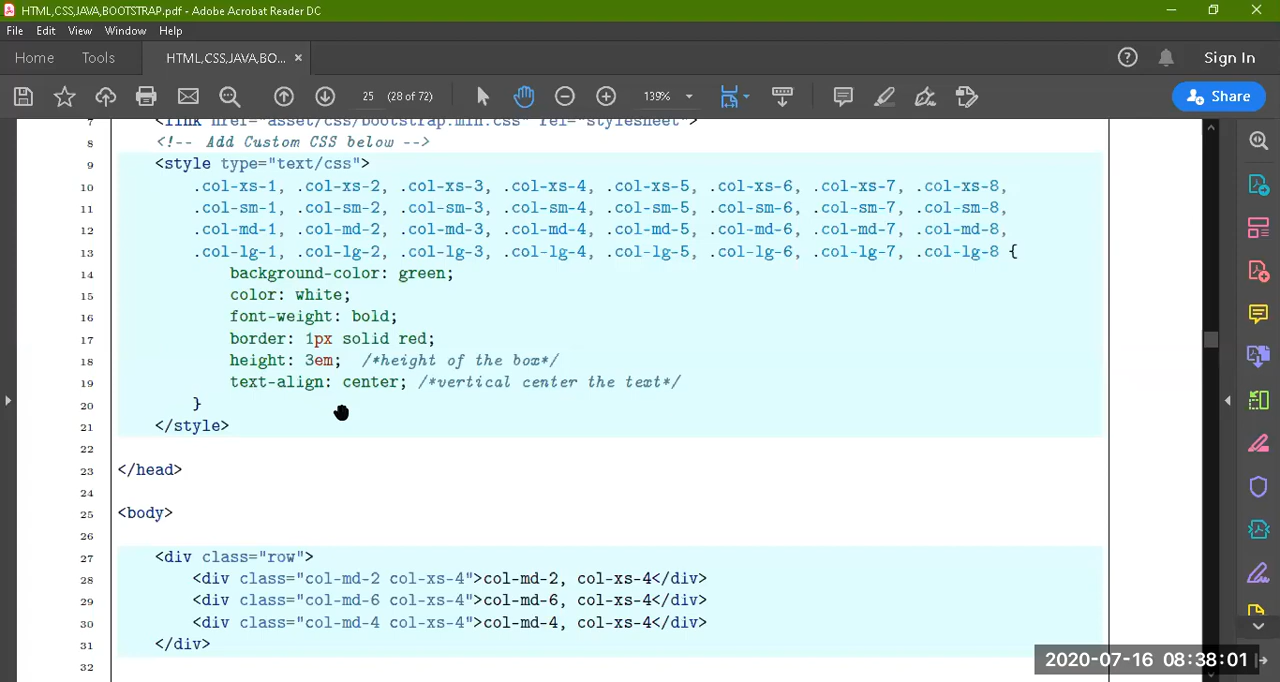 HTML,CSS,JAVA,BOOTSTRAP.pdf - Adobe Acrobat Reader DC
File Edit View Window Help
Home Tools HTML,CSS,JAVA,BO... × Sign In
25 (28 of 72) 139% Share
7 <link href="asset/css/bootstrap.min.css" rel="stylesheet">
8 <!-- Add Custom CSS below -->
9 <style type="text/css">
10 .col-xs-1, .col-xs-2, .col-xs-3, .col-xs-4, .col-xs-5, .col-xs-6, .col-xs-7, .col-xs-8,
11 .col-sm-1, .col-sm-2, .col-sm-3, .col-sm-4, .col-sm-5, .col-sm-6, .col-sm-7, .col-sm-8,
12 .col-md-1, .col-md-2, .col-md-3, .col-md-4, .col-md-5, .col-md-6, .col-md-7, .col-md-8,
13 .col-lg-1, .col-lg-2, .col-lg-3, .col-lg-4, .col-lg-5, .col-lg-6, .col-lg-7, .col-lg-8 {
14 background-color: green;
15 color: white;
16 font-weight: bold;
17 border: 1px solid red;
18 height: 3em; /*height of the box*/
19 text-align: center; /*vertical center the text*/
20 }
21 </style>
22
23 </head>
24
25 <body>
26
27 <div class="row">
28 <div class="col-md-2 col-xs-4">col-md-2, col-xs-4</div>
29 <div class="col-md-6 col-xs-4">col-md-6, col-xs-4</div>
30 <div class="col-md-4 col-xs-4">col-md-4, col-xs-4</div>
31 </div>
32
2020-07-16 08:38:01